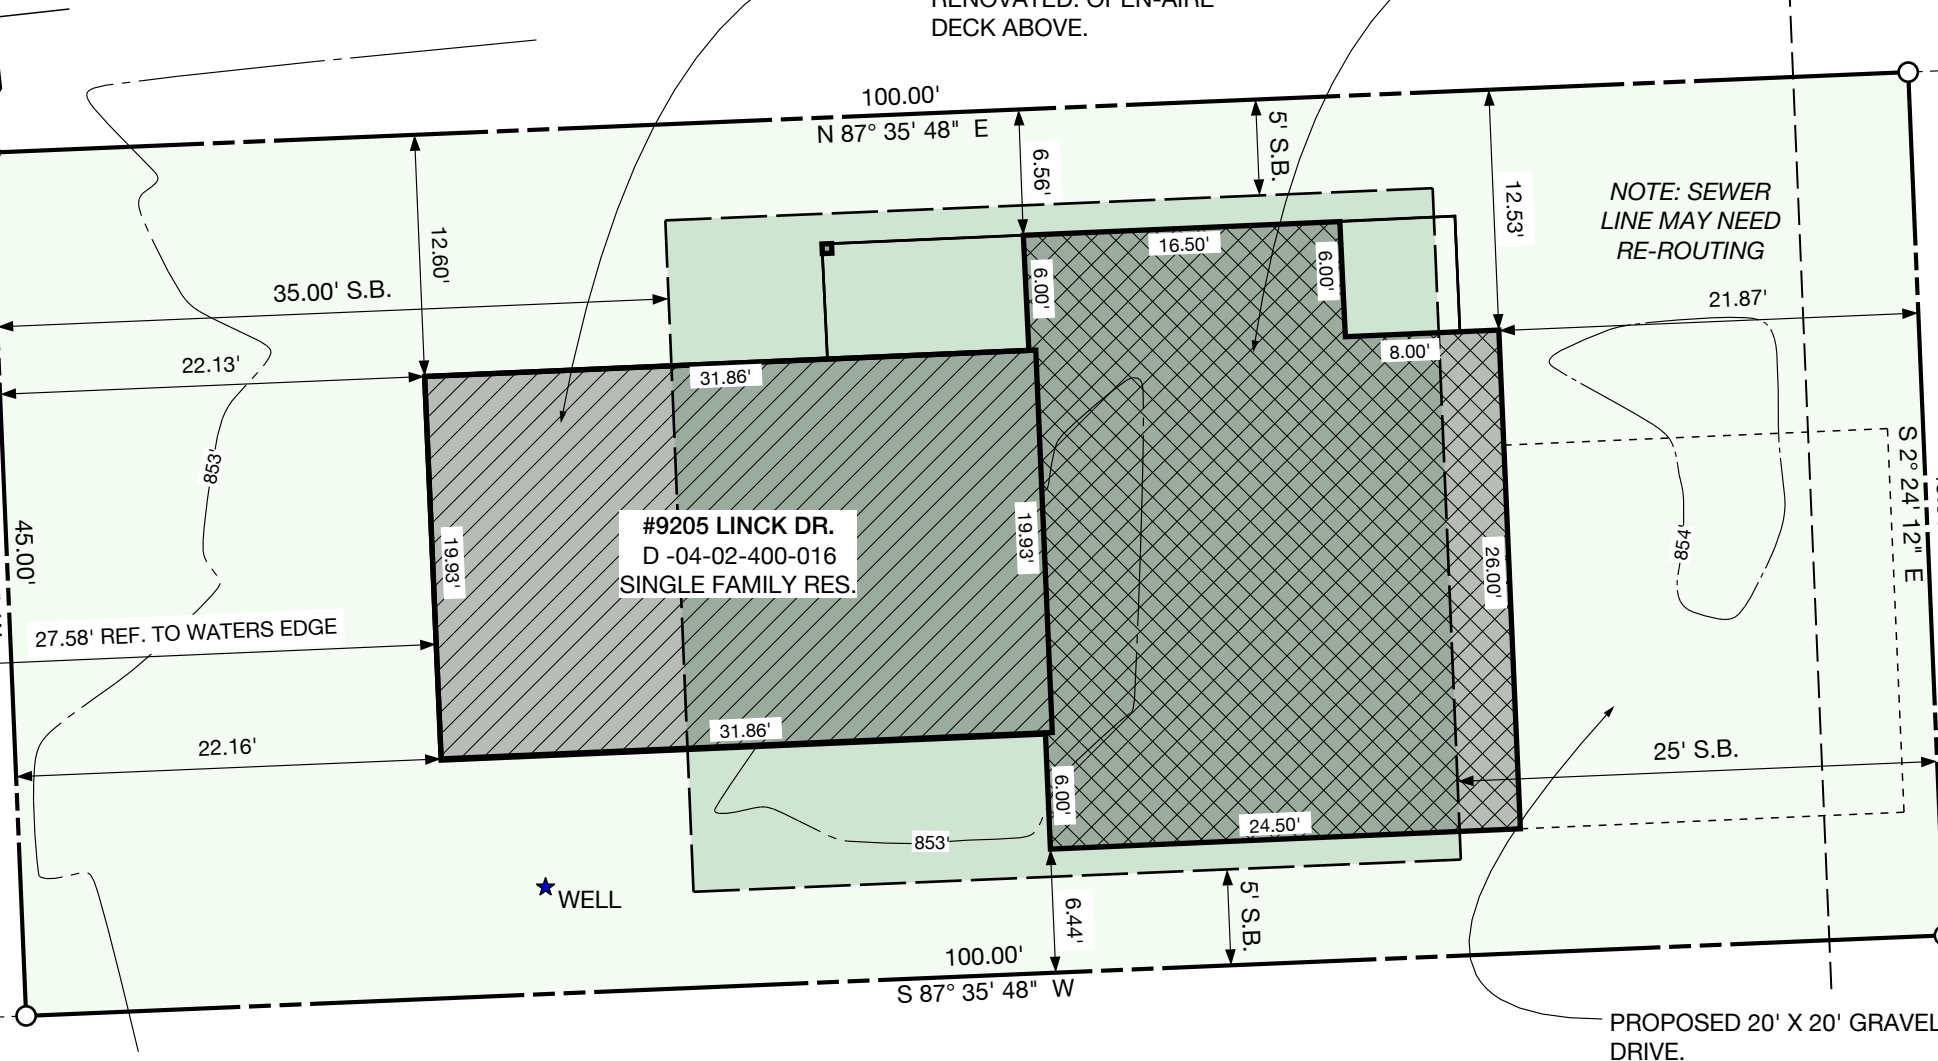 DECK ABOVE.
100.00'
N 87° 35' 48" E
5' S.B.
6.56'
12.60'
12.53'
NOTE: SEWER
LINE MAY NEED
RE-ROUTING
16.50'
6.00'
6.00'
35.00' S.B.
21.87'
22.13'
31.86'
8.00'
853'
S 2° 24' 12" E
45.00'
19.93'
#9205 LINCK DR.
D -04-02-400-016
SINGLE FAMILY RES.
19.93'
26.00'
854'
27.58' REF. TO WATERS EDGE
22.16'
31.86'
25' S.B.
6.00'
24.50'
853'
WELL
6.44'
5' S.B.
100.00'
S 87° 35' 48" W
PROPOSED 20' X 20' GRAVEL
DRIVE.